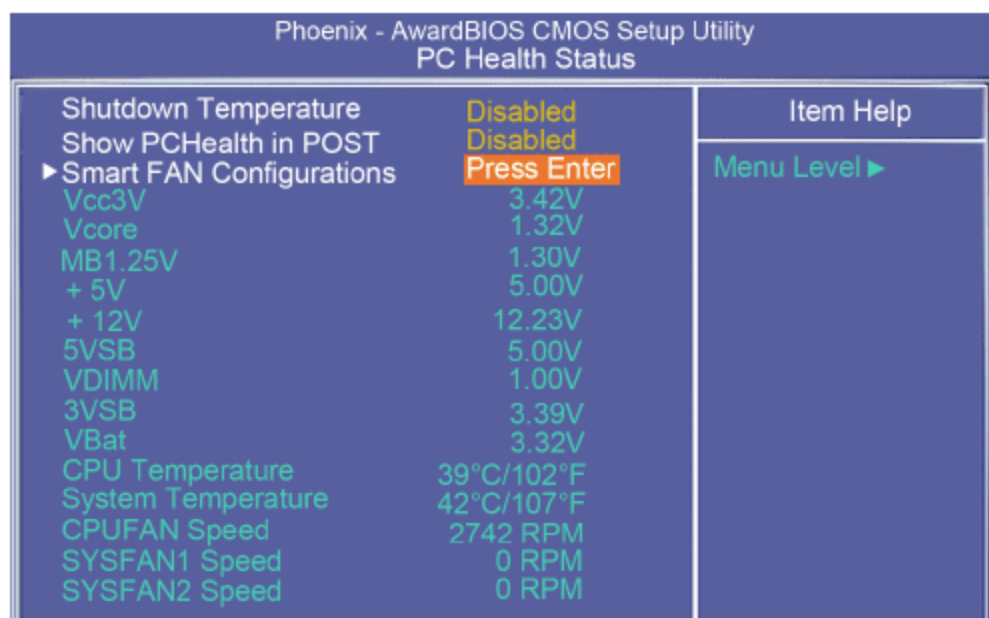 Phoenix - AwardBIOS CMOS Setup Utility
PC Health Status
Shutdown Temperature Disabled
Show PCHealth in POST Disabled
▶Smart FAN Configurations Press Enter
Vcc3V 3.42V
Vcore 1.32V
MB1.25V 1.30V
+ 5V 5.00V
+ 12V 12.23V
5VSB 5.00V
VDIMM 1.00V
3VSB 3.39V
VBat 3.32V
CPU Temperature 39°C/102°F
System Temperature 42°C/107°F
CPUFAN Speed 2742 RPM
SYSFAN1 Speed 0 RPM
SYSFAN2 Speed 0 RPM
Item Help
Menu Level ▶